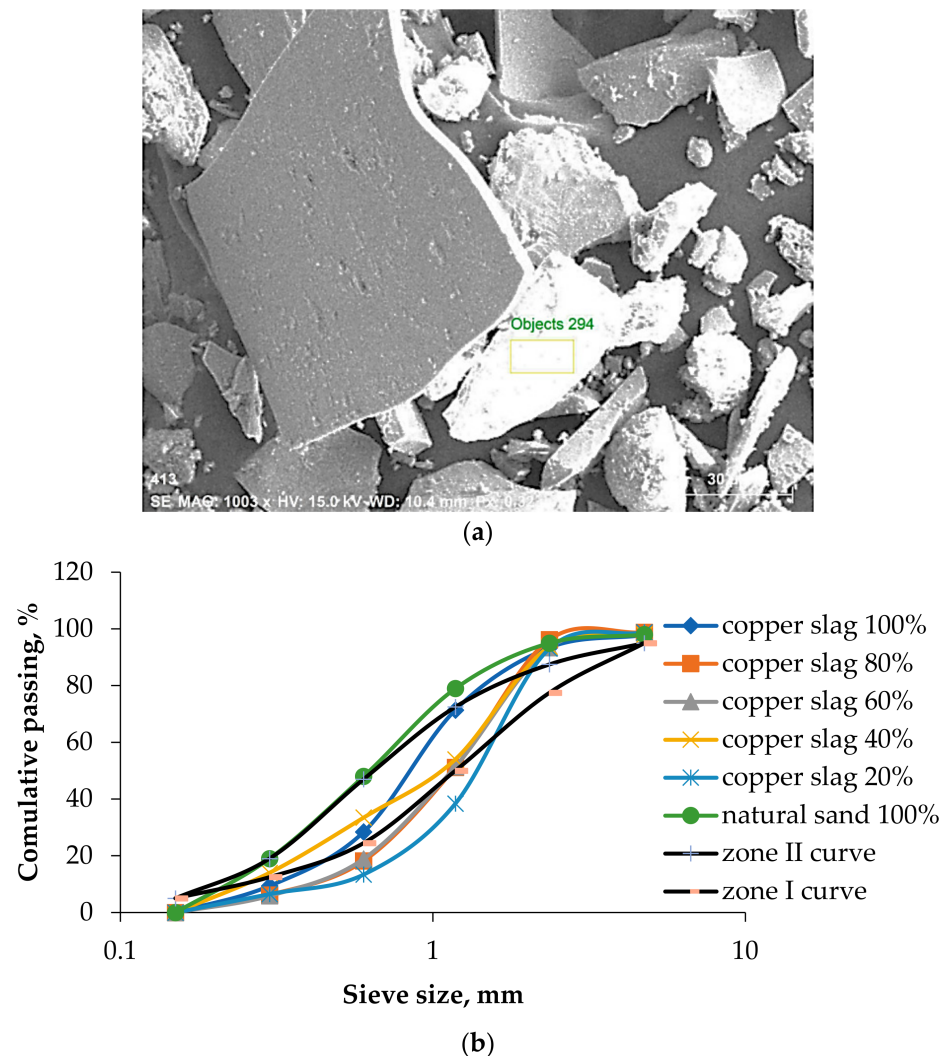 Objects 294
413
30
SE MAG: 1003 x HV: 15.0 kV WD: 10.4 mm
(a)
120
100
80
60
40
20
0
0.1
1
10
Comulative passing, %
Sieve size, mm
copper slag 100%
copper slag 80%
copper slag 60%
copper slag 40%
copper slag 20%
natural sand 100%
zone II curve
zone I curve
(b)